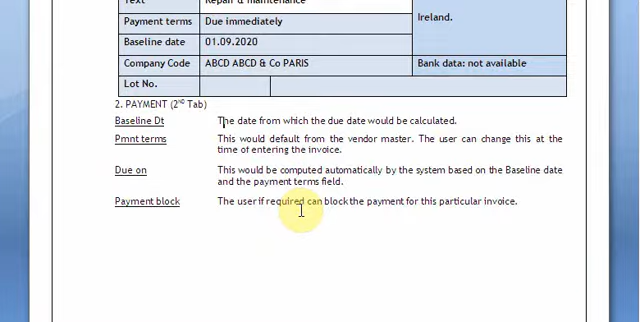 Text Repair & maintenance
Payment terms Due immediately
Ireland.
Baseline date 01.09.2020
Company Code ABCD ABCD & Co PARIS Bank data: not available
Lot No.
2. PAYMENT (2nd Tab)
Baseline Dt The date from which the due date would be calculated.
Pmnt terms This would default from the vendor master. The user can change this at the
time of entering the invoice.
Due on This would be computed automatically by the system based on the Baseline date
and the payment terms field.
Payment block The user if required can block the payment for this particular invoice.